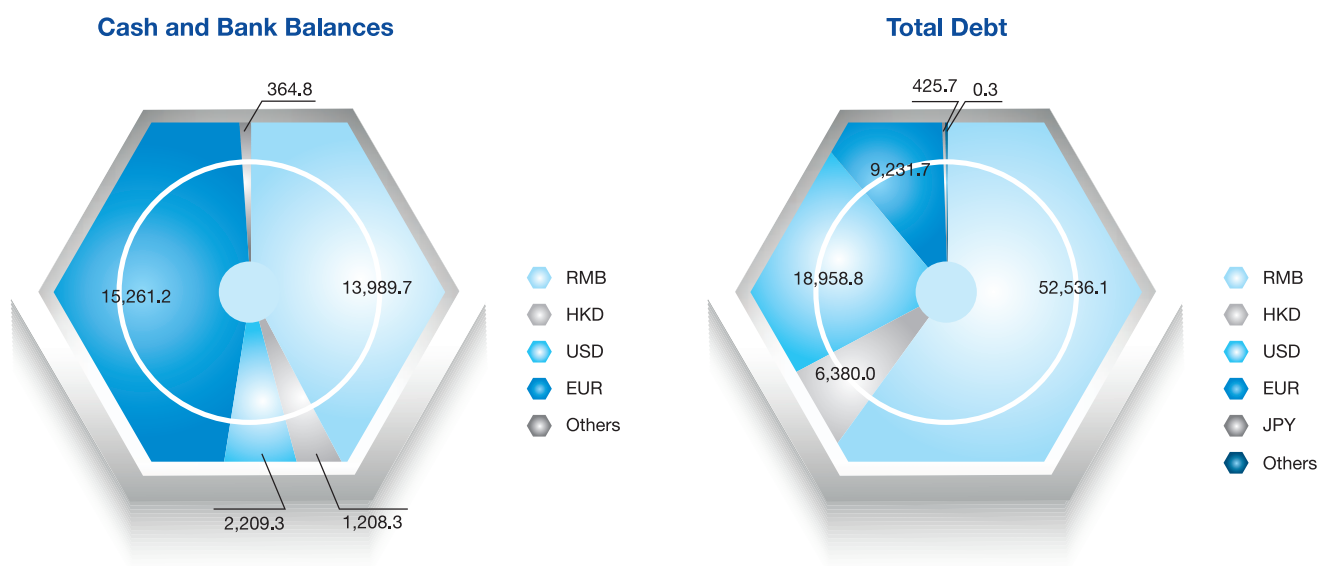 Cash and Bank Balances
364.8
15,261.2
13,989.7
2,209.3
1,208.3
RMB
HKD
USD
EUR
Others
Total Debt
425.7
0.3
9,231.7
18,958.8
52,536.1
6,380.0
RMB
HKD
USD
EUR
JPY
Others